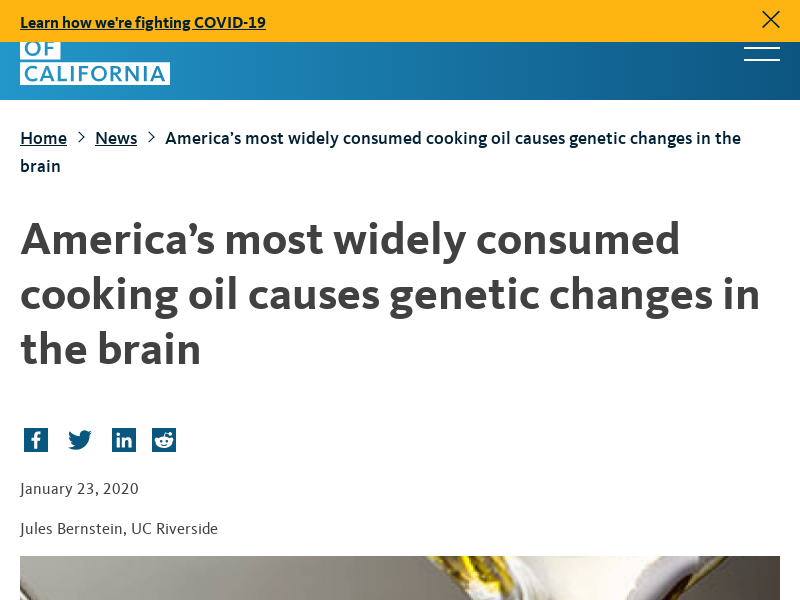 Learn how we're fighting COVID-19
OF
CALIFORNIA
Home > News > America’s most widely consumed cooking oil causes genetic changes in the
brain
America’s most widely consumed
cooking oil causes genetic changes in
the brain
January 23, 2020
Jules Bernstein, UC Riverside